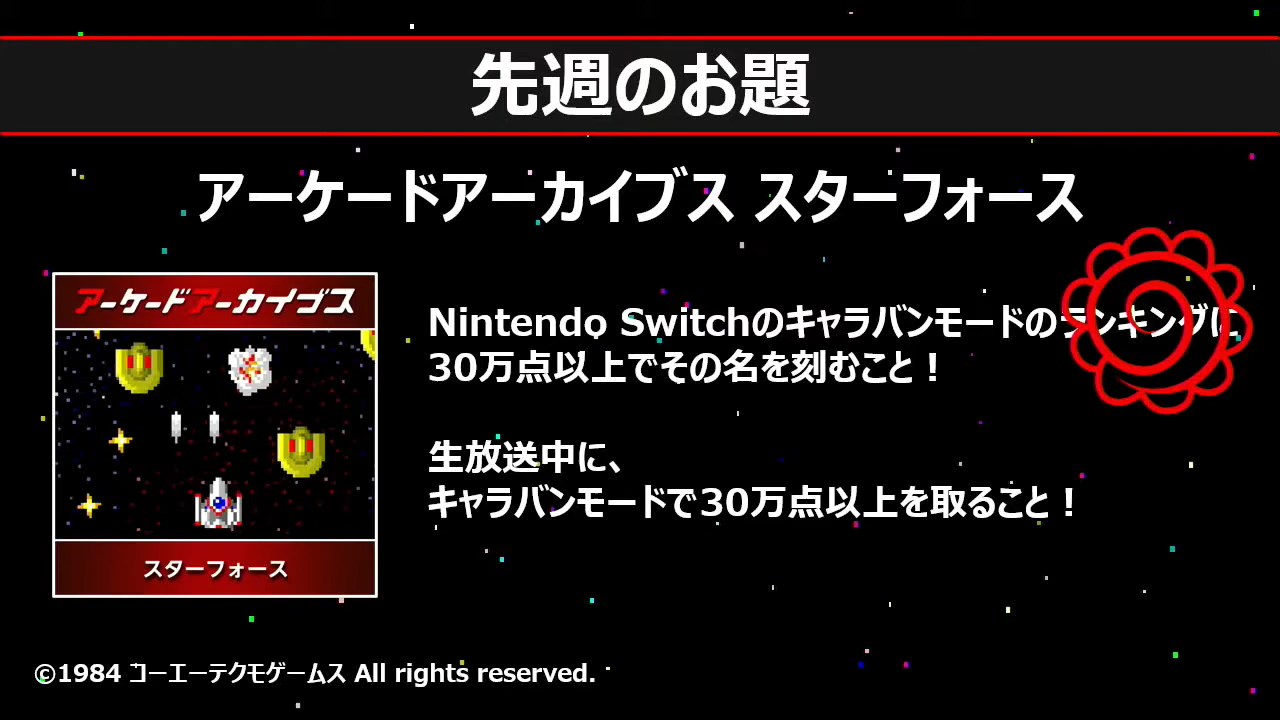 先週のお題
アーケードアーカイブス スターフォース
アーケードアーカイブス
スターフォース
Nintendo Switchのキャラバンモードのランキングに
30万点以上でその名を刻むこと！
生放送中に、
キャラバンモードで30万点以上を取ること！
©1984 コーエーテクモゲームス All rights reserved.